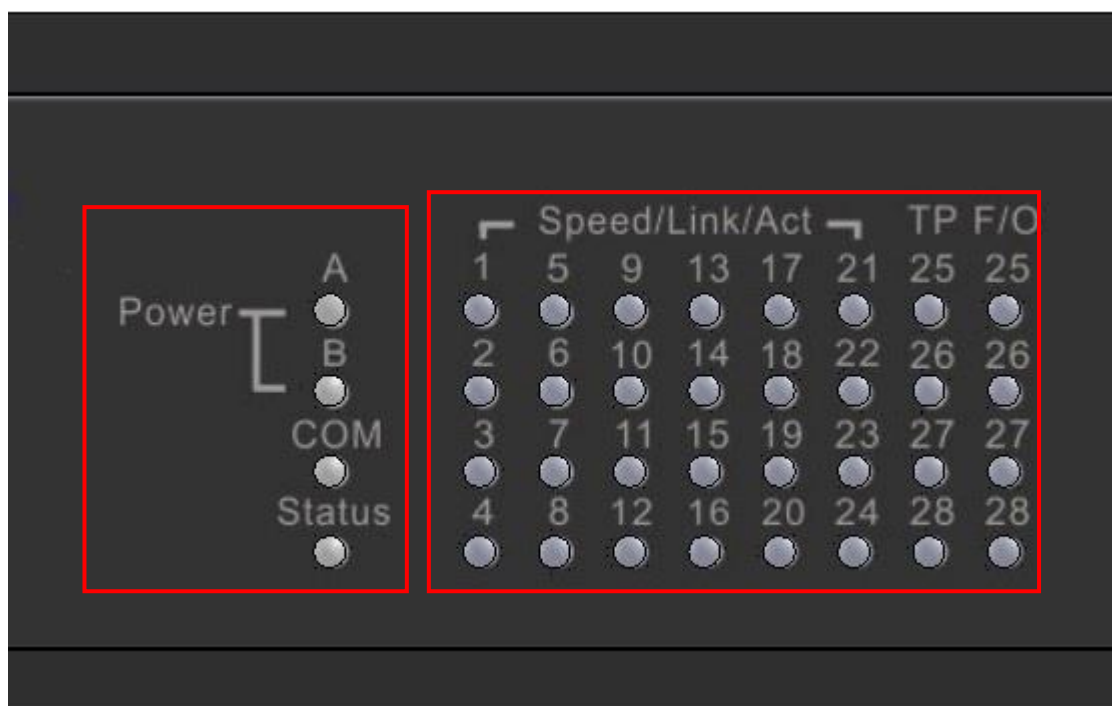 Speed/Link/Act TP F/O
A 1 5 9 13 17 21 25 25
Power
B 2 6 10 14 18 22 26 26
COM 3 7 11 15 19 23 27 27
Status 4 8 12 16 20 24 28 28